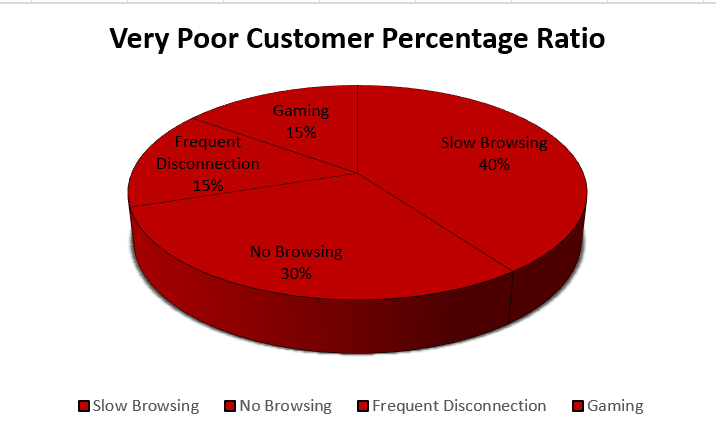 Very Poor Customer Percentage Ratio
Gaming
15%
Slow Browsing
40%
Frequent
Disconnection
15%
No Browsing
30%
Slow Browsing No Browsing Frequent Disconnection Gaming